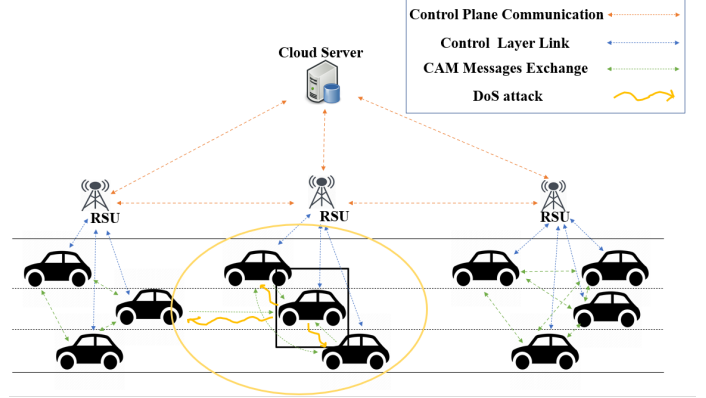 Control Plane Communication
Control Layer Link
CAM Messages Exchange
DoS attack
Cloud Server
RSU
RSU
RSU